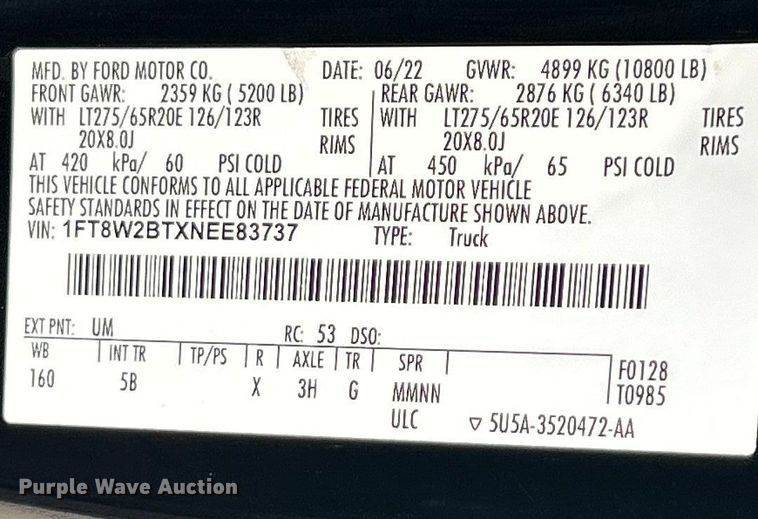 MFD. BY FORD MOTOR CO. DATE: 06/22 GVWR: 4899 KG (10800 LB)
FRONT GAWR: 2359 KG ( 5200 LB) REAR GAWR: 2876 KG ( 6340 LB)
WITH LT275/65R20E 126/123R TIRES WITH LT275/65R20E 126/123R TIRES
20X8.0J RIMS 20X8.0J RIMS
AT 420 kPa/ 60 PSI COLD AT 450 kPa/ 65 PSI COLD
THIS VEHICLE CONFORMS TO ALL APPLICABLE FEDERAL MOTOR VEHICLE
SAFETY STANDARDS IN EFFECT ON THE DATE OF MANUFACTURE SHOWN ABOVE.
VIN: 1FT8W2BTXNEE83737 TYPE: Truck
EXT PNT: UM RC: 53 DSO:
WB INT TR TP/PS R AXLE TR SPR F0128
160 5B X 3H G MMNN T0985
ULC ▽ 5U5A-3520472-AA
Purple Wave Auction